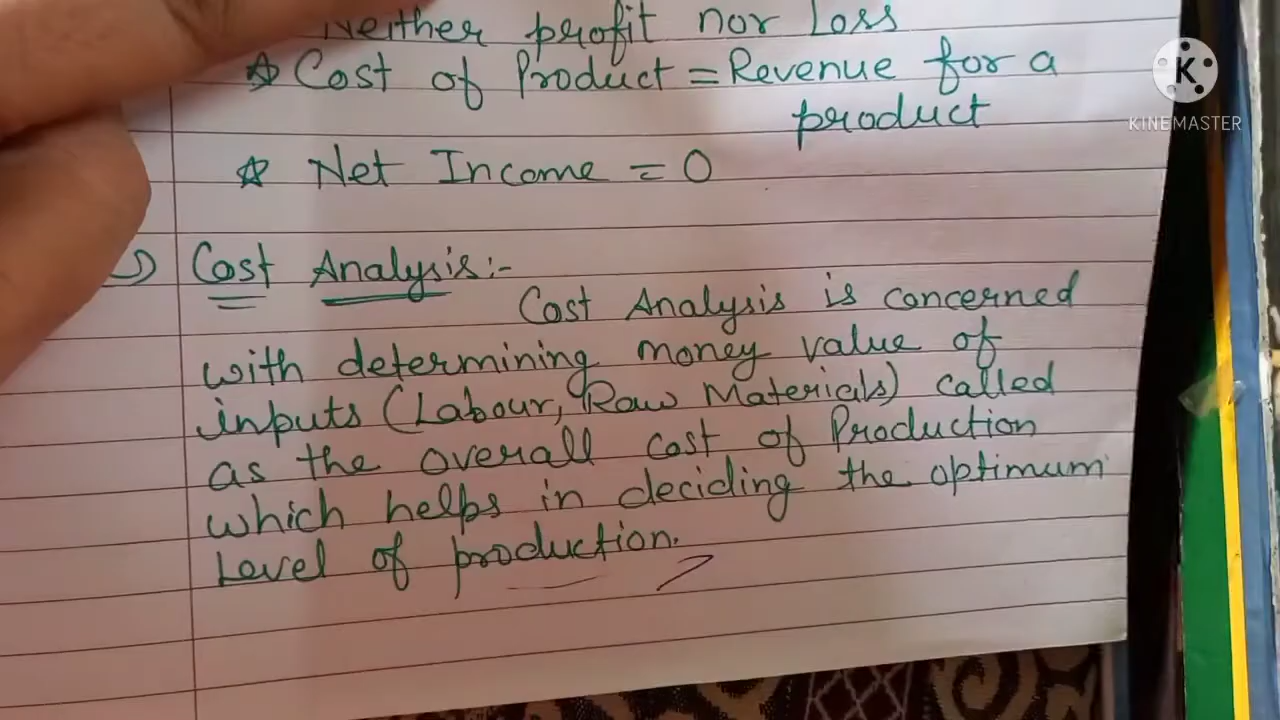 Neither profit nor Loss
☆ Cost of Product = Revenue for a
product
☆ Net Income = 0
Cost Analysis:-
Cost Analysis is concerned
with determining money value of
inputs (Labour, Raw Materials) called
as the overall cost of Production
which helps in deciding the optimum
Level of production.
K
KINEMASTER